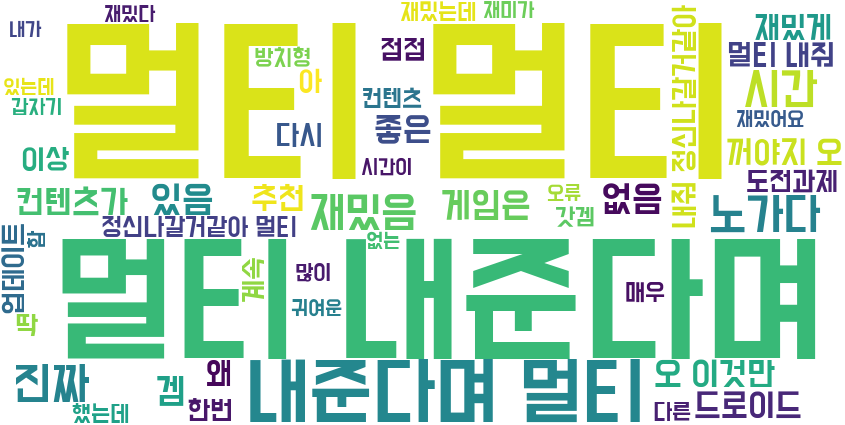 내가
재밌다
재밌는데
재미가
멀티 멀티
방치형
점점
정신나갈거같아
재밌게
멀티 내줘
있는데
아
컨텐츠
시간
갑자기
다시
좋은
재밌어요
이상
시간이
꺼야지 오
도전과제
컨텐츠가
있음
추천
재밌음
게임은
오류
갓겜
없음
내줘
노가다
정신나갈거같아 멀티
없는
업데이트
함
계속
많이
매우
멀티 내준다며
귀여운
딱
진짜
겜
왜
내준다며 멀티
오 이것만
했는데
한번
다른
드로이드